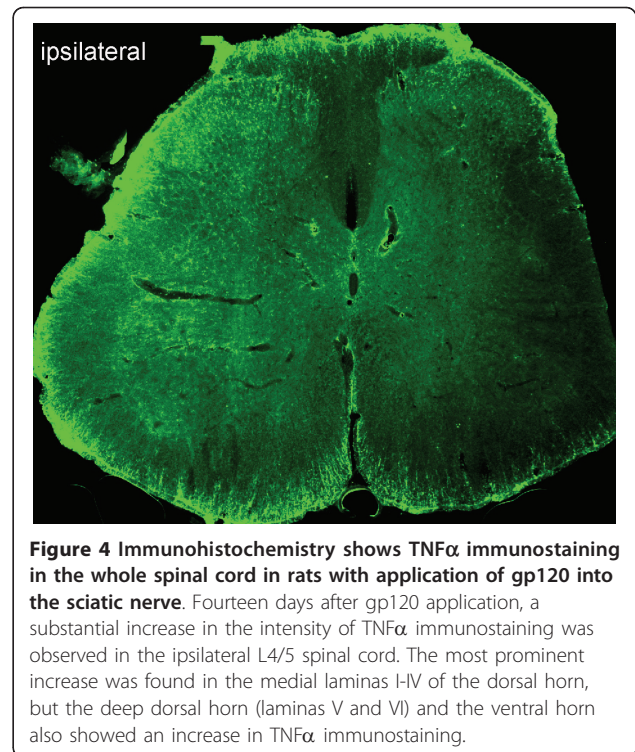 ipsilateral
Figure 4 Immunohistochemistry shows TNFα immunostaining
in the whole spinal cord in rats with application of gp120 into
the sciatic nerve. Fourteen days after gp120 application, a
substantial increase in the intensity of TNFα immunostaining was
observed in the ipsilateral L4/5 spinal cord. The most prominent
increase was found in the medial laminas I-IV of the dorsal horn,
but the deep dorsal horn (laminas V and VI) and the ventral horn
also showed an increase in TNFα immunostaining.